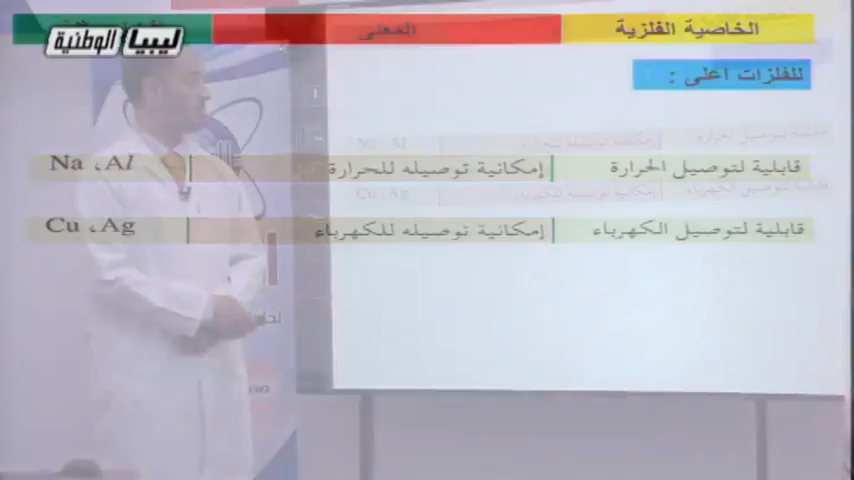 الخاصية الفلزية المعنى
ليبيا الوطنية
للفلزات اعلى :
قابلية لتوصيل الحرارة إمكانية توصيله للحرارة Na ،Al
قابلية لتوصيل الكهرباء إمكانية توصيله للكهرباء Cu ،Ag